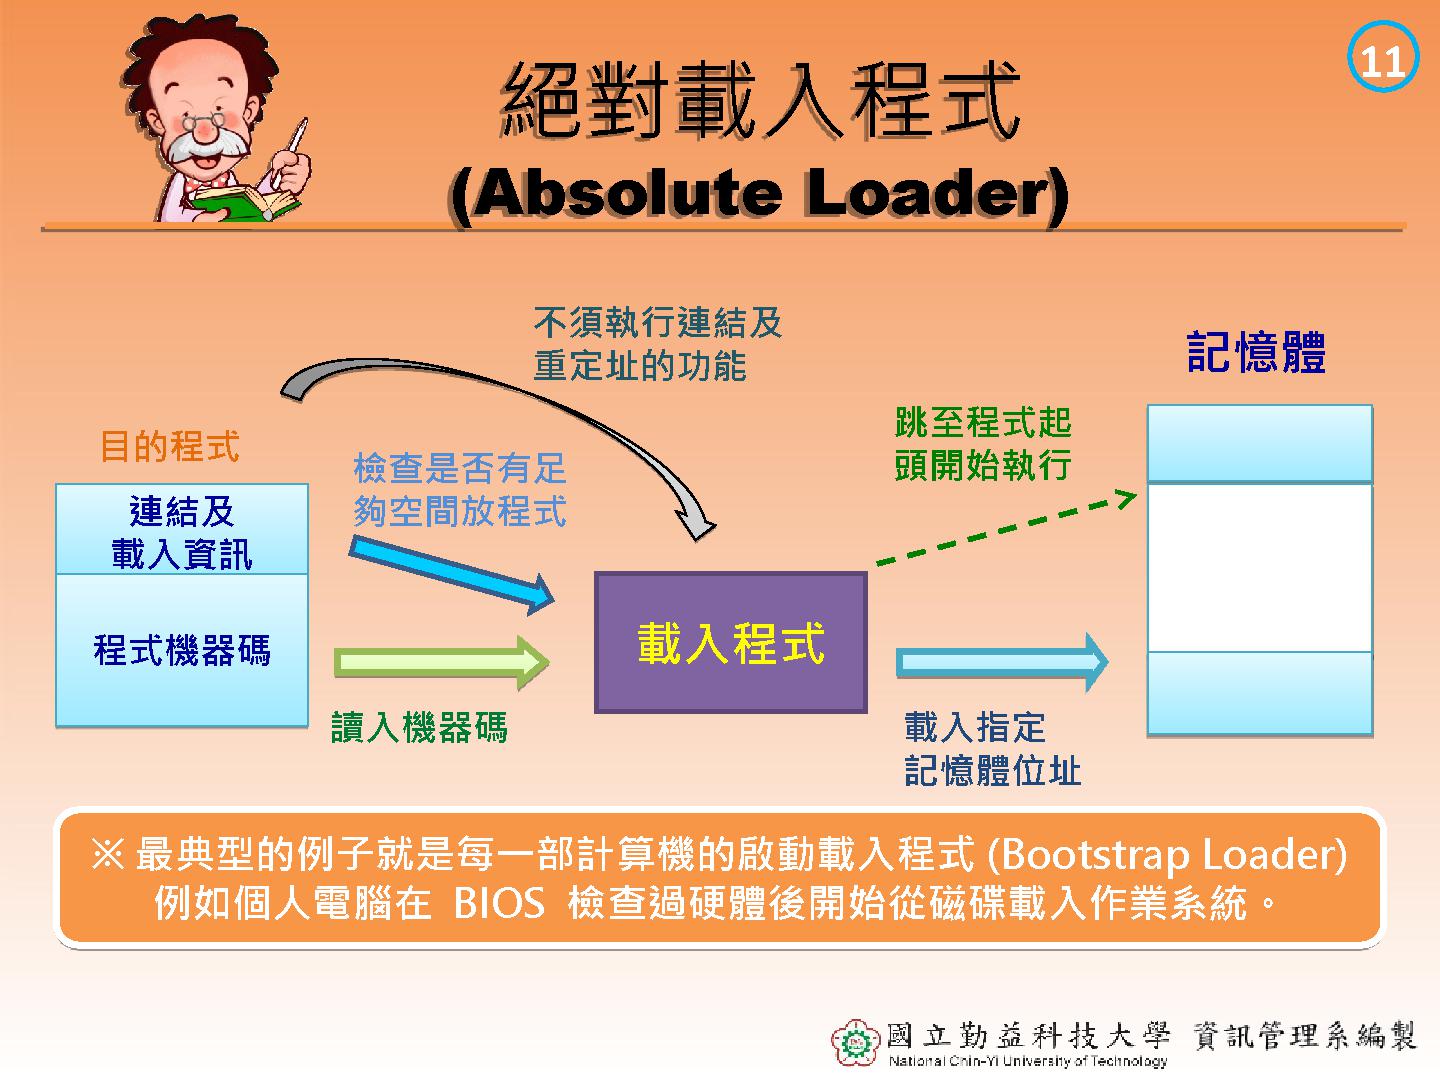 11
絕對載入程式
(Absolute Loader)
不須執行連結及
重定址的功能
記憶體
跳至程式起
頭開始執行
目的程式
檢查是否有足
夠空間放程式
連結及
載入資訊
程式機器碼
載入程式
讀入機器碼
載入指定
記憶體位址
※ 最典型的例子就是每一部計算機的啟動載入程式 (Bootstrap Loader)
例如個人電腦在 BIOS 檢查過硬體後開始從磁碟載入作業系統。
國立勤益科技大學 資訊管理系編製
National Chin-Yi University of Technology